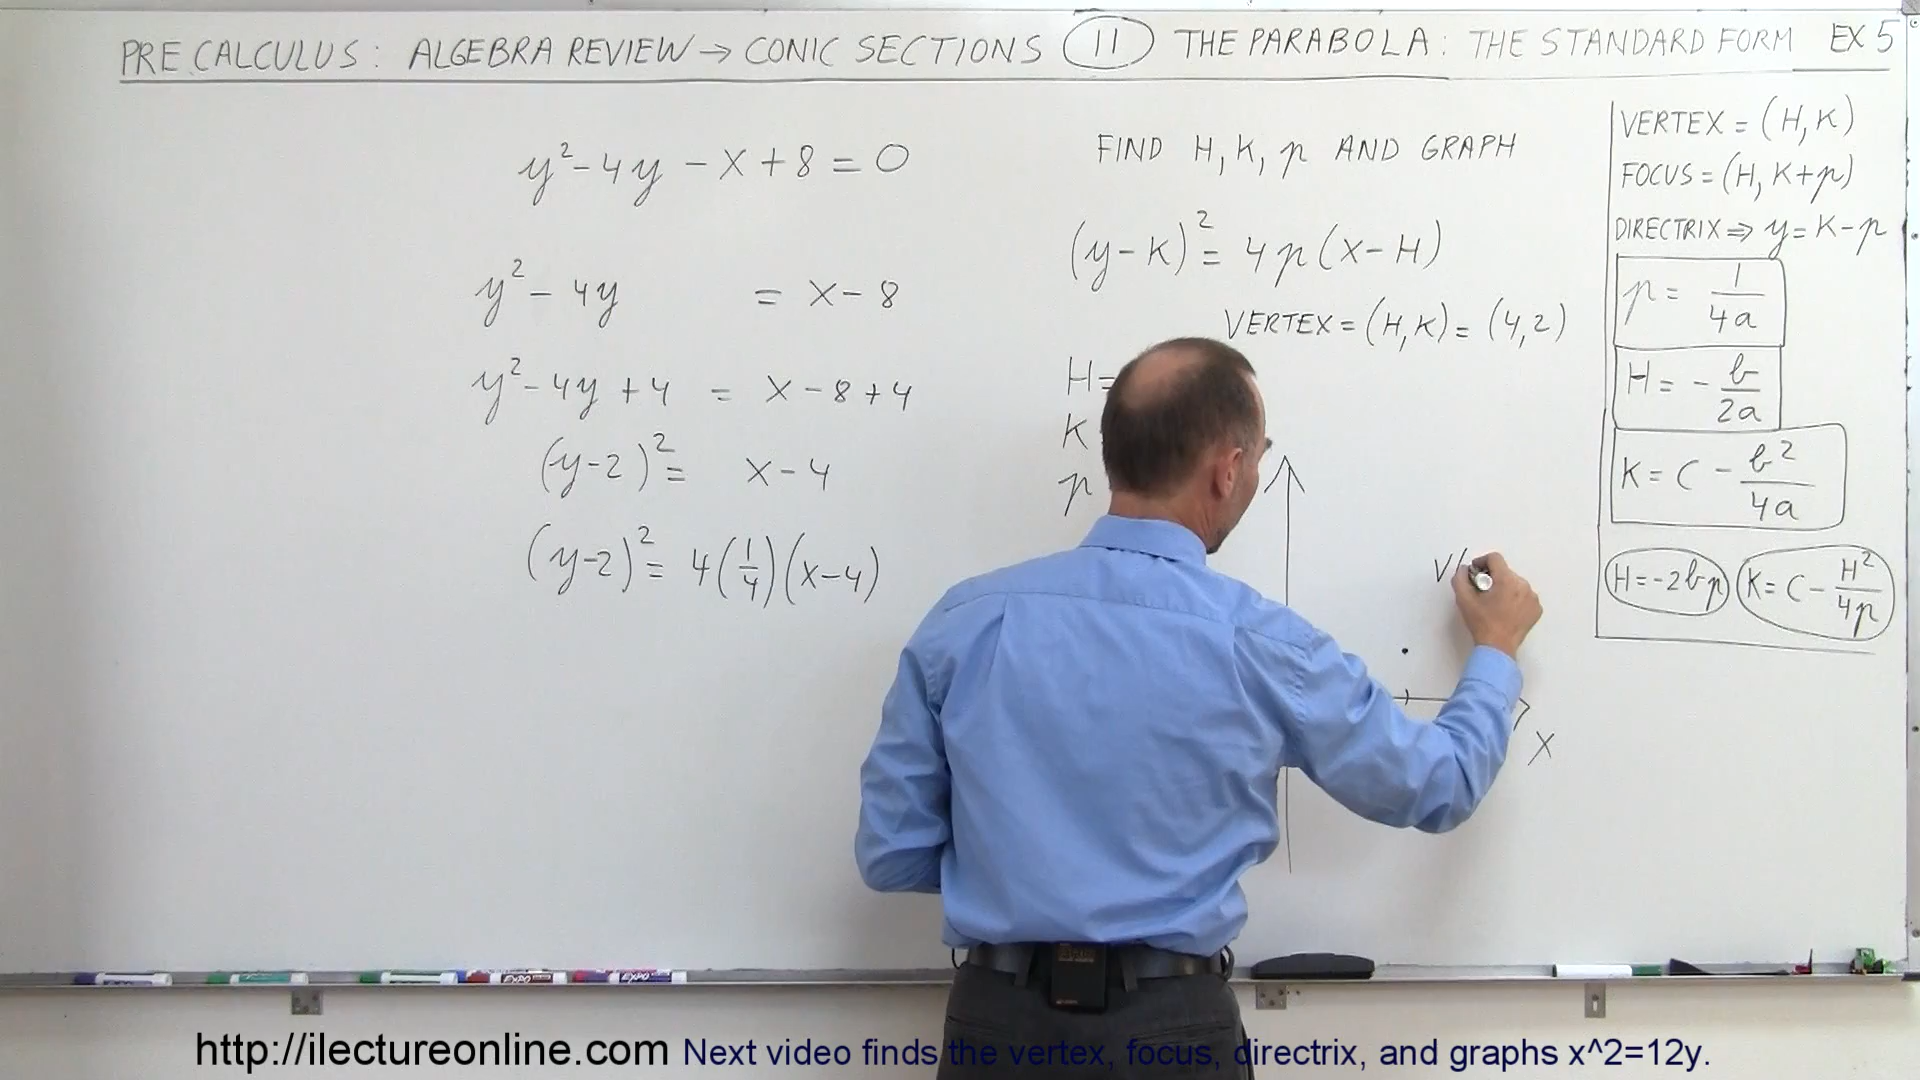 PRE CALCULUS: ALGEBRA REVIEW → CONIC SECTIONS (11) THE PARABOLA: THE STANDARD FORM EX 5
y² - 4y - x + 8 = 0
y² - 4y = x - 8
y² - 4y + 4 = x - 8 + 4
(y-2)² = x - 4
(y-2)² = 4(1/4)(x-4)
FIND H, K, p AND GRAPH
(y-K)² = 4p(x-H)
VERTEX = (H,K) = (4,2)
H=
K
p
V(
X
VERTEX = (H,K)
FOCUS = (H, K+p)
DIRECTRIX ⇒ y = K-p
p = 1/4a
H = - b/2a
K = C - b²/4a
H = -2bp
K = C - H²/4p
EXPO
EXPO
http://ilectureonline.com Next video finds the vertex, focus, directrix, and graphs x^2=12y.